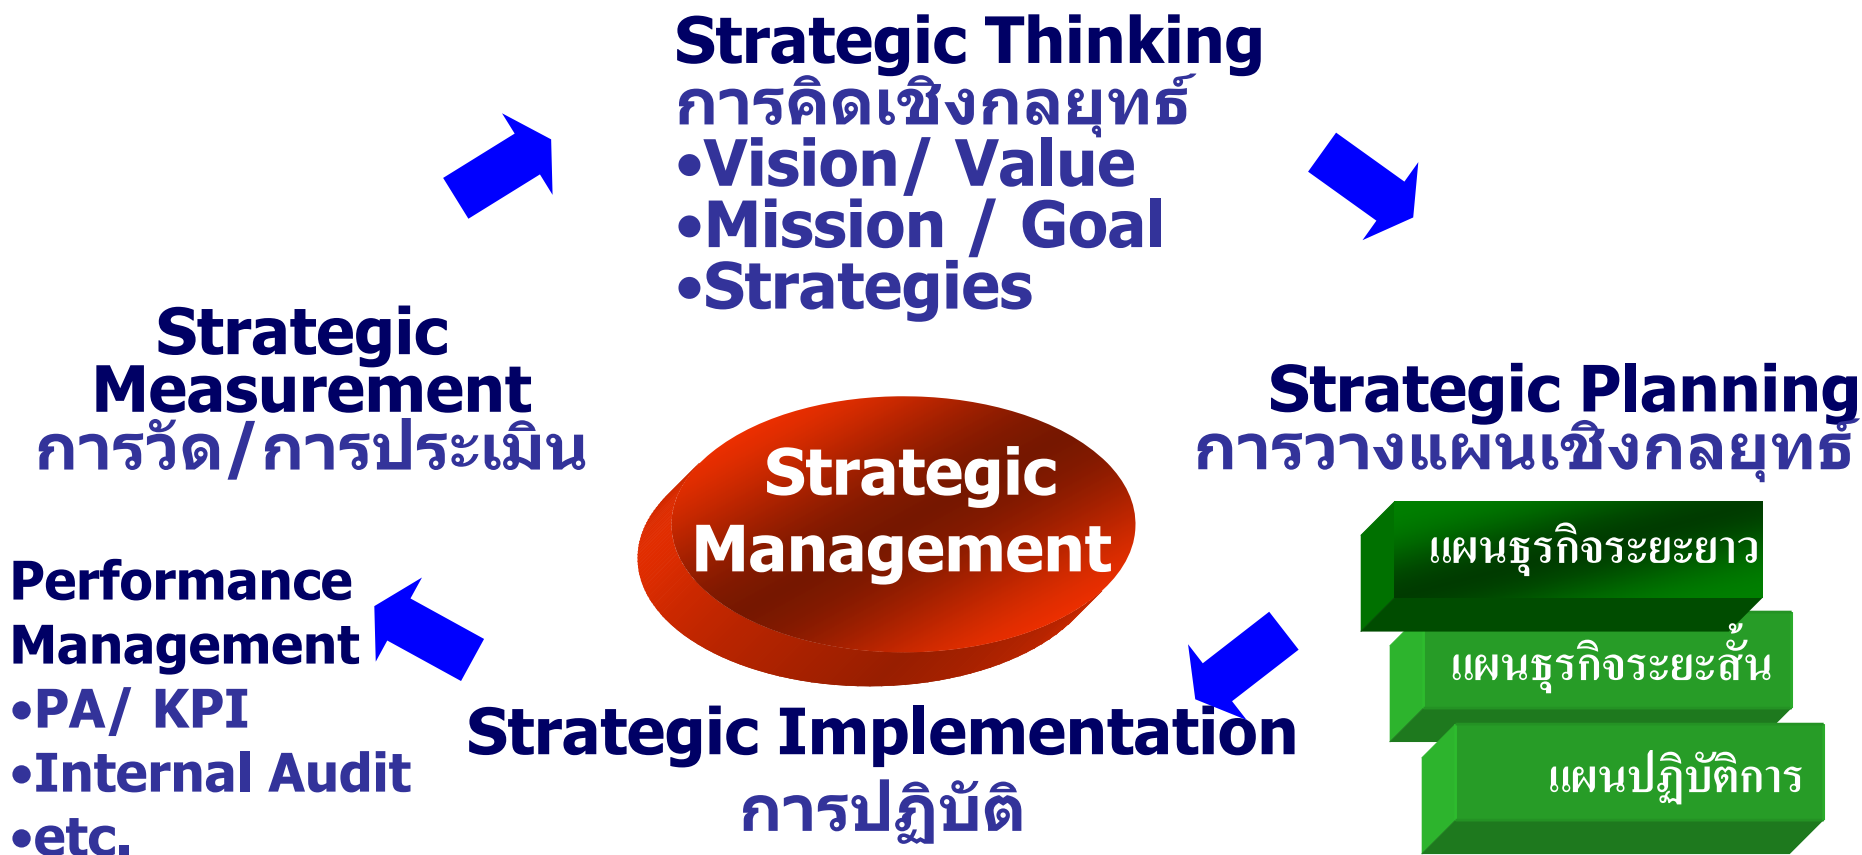 Strategic Thinking
การคิดเชิงกลยุทธ์
•Vision/ Value
•Mission / Goal
•Strategies
Strategic Planning
การวางแผนเชิงกลยุทธ์
แผนธุรกิจระยะยาว
แผนธุรกิจระยะสั้น
แผนปฏิบัติการ
Strategic Implementation
การปฏิบัติ
Strategic
Measurement
การวัด/การประเมิน
Performance
Management
•PA/ KPI
•Internal Audit
•etc.
Strategic
Management